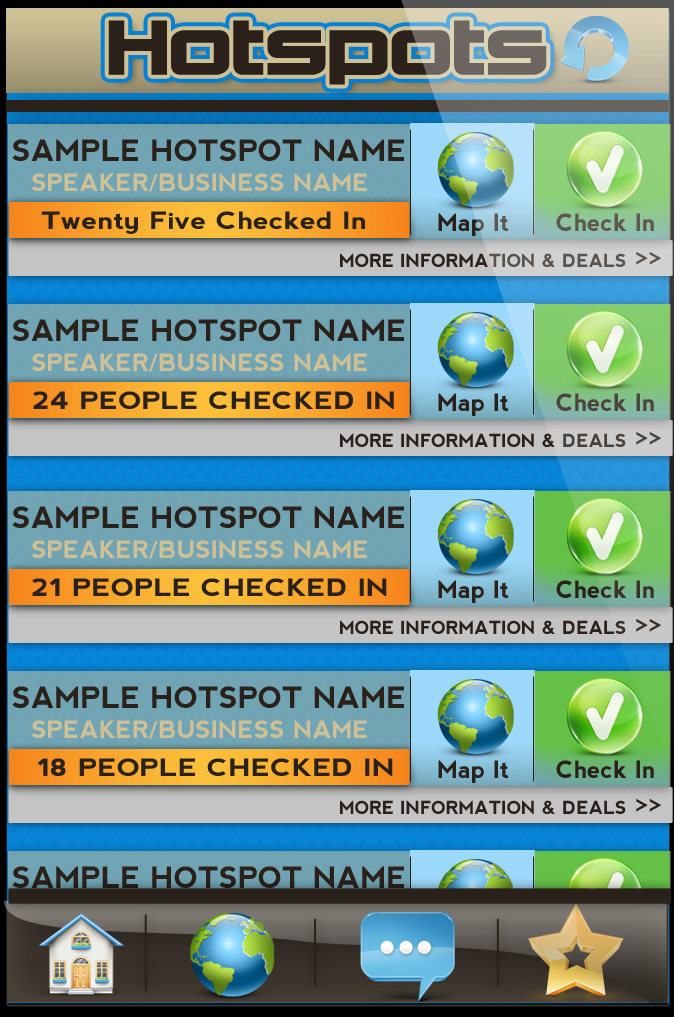 Hotspots
SAMPLE HOTSPOT NAME
SPEAKER/BUSINESS NAME
Twenty Five Checked In
Map It
Check In
MORE INFORMATION & DEALS >>
SAMPLE HOTSPOT NAME
SPEAKER/BUSINESS NAME
24 PEOPLE CHECKED IN
Map It
Check In
MORE INFORMATION & DEALS >>
SAMPLE HOTSPOT NAME
SPEAKER/BUSINESS NAME
21 PEOPLE CHECKED IN
Map It
Check In
MORE INFORMATION & DEALS >>
SAMPLE HOTSPOT NAME
SPEAKER/BUSINESS NAME
18 PEOPLE CHECKED IN
Map It
Check In
MORE INFORMATION & DEALS >>
SAMPLE HOTSPOT NAME